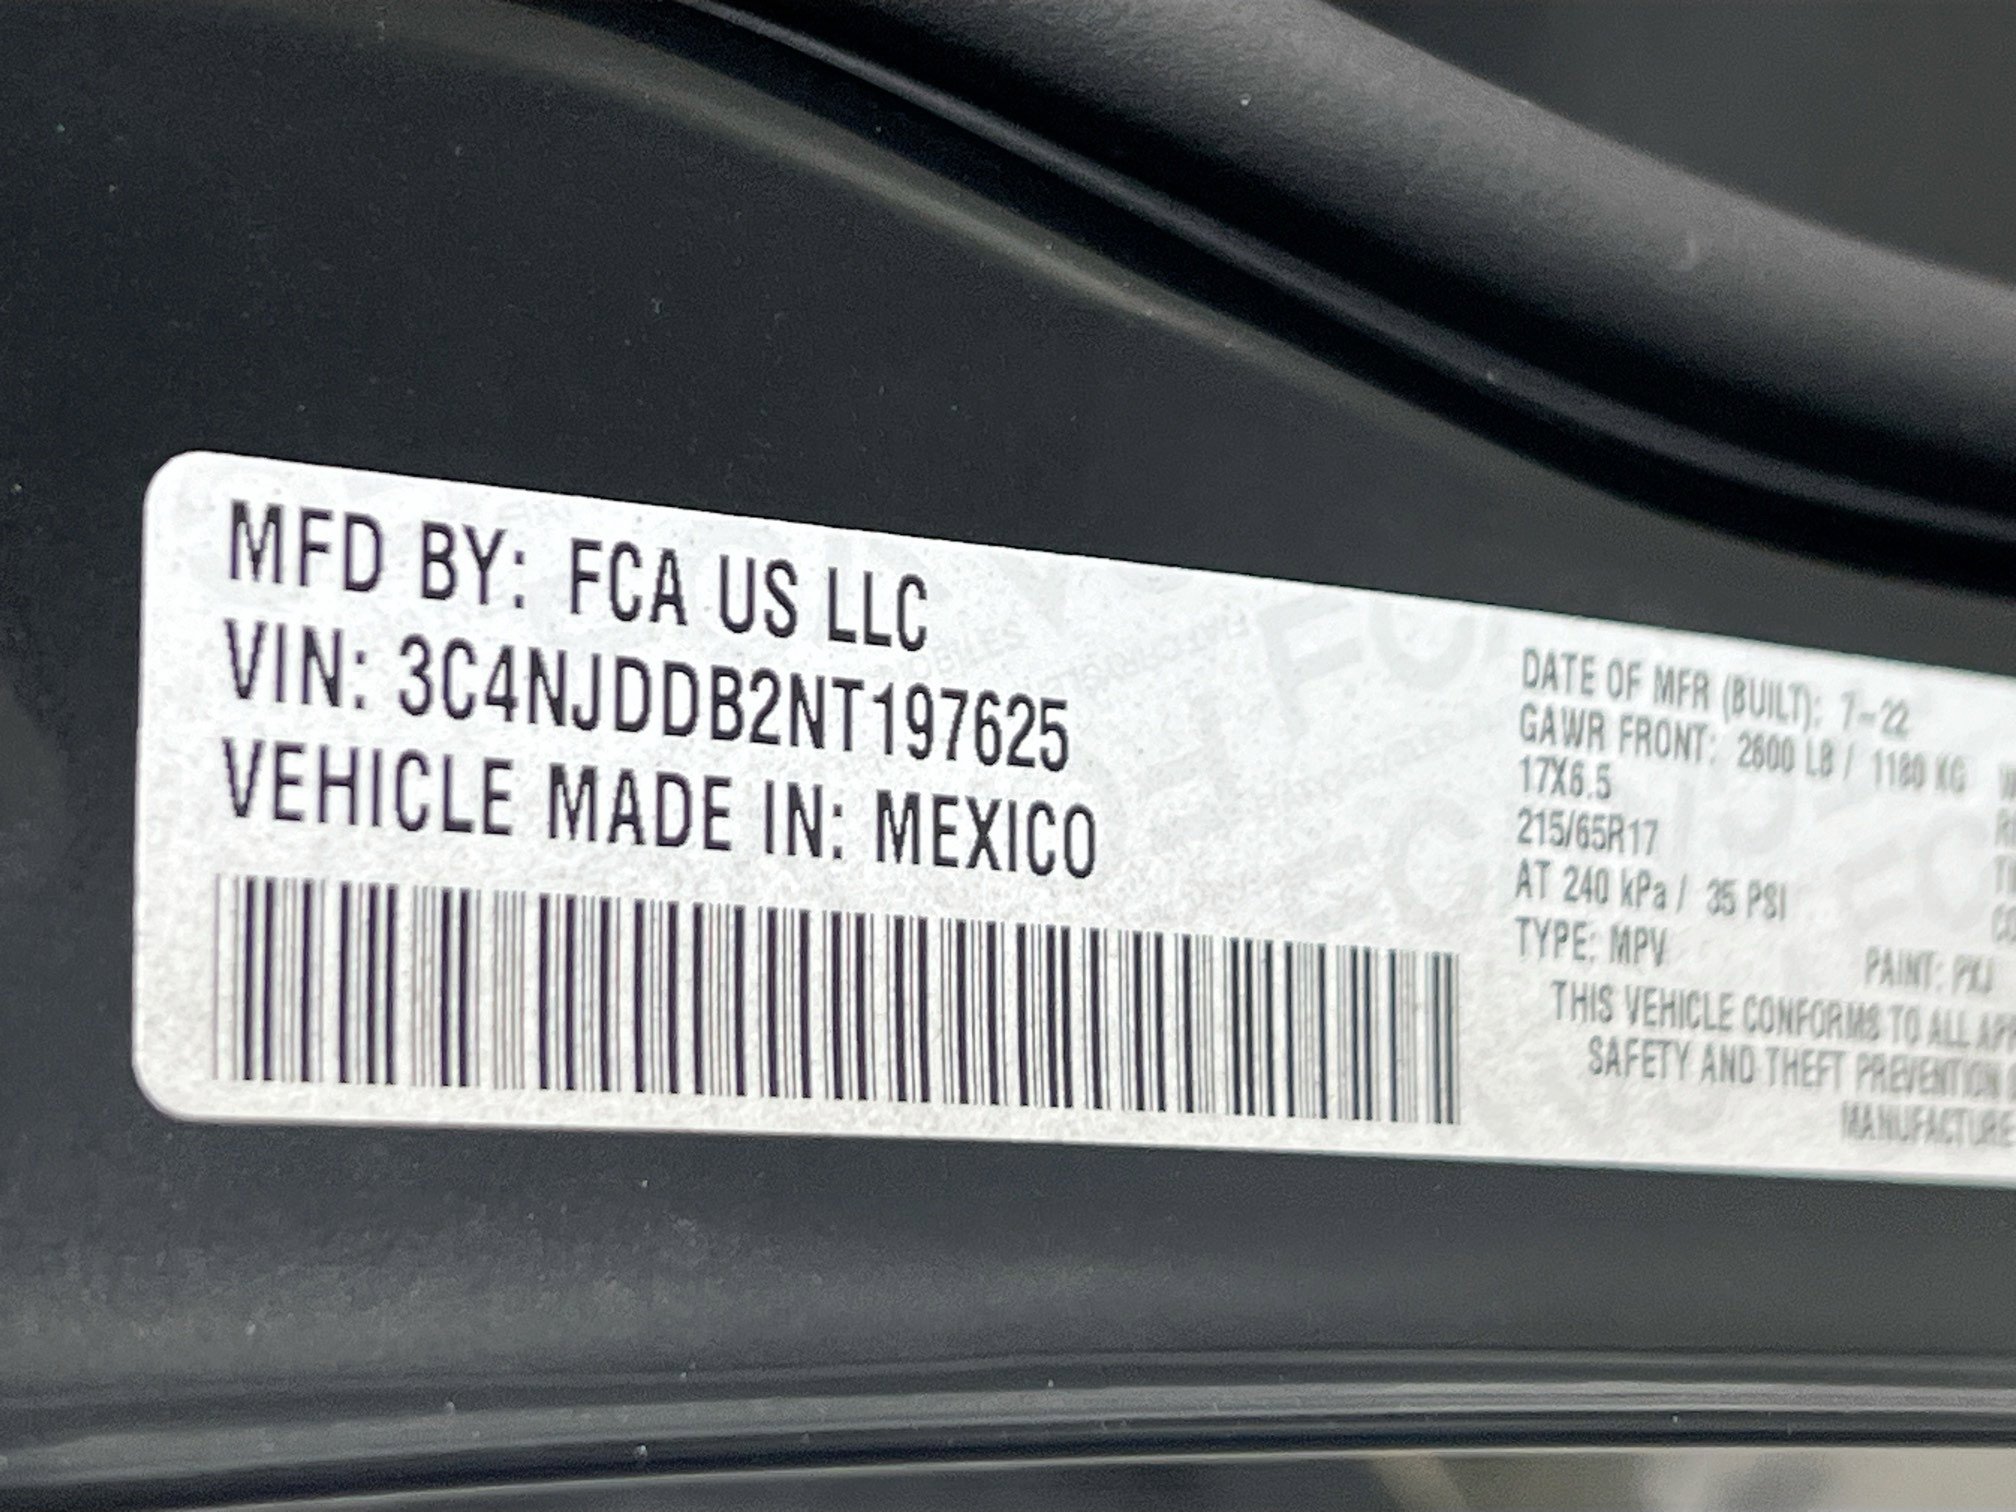 MFD BY: FCA US LLC
VIN: 3C4NJDDB2NT197625
VEHICLE MADE IN: MEXICO
DATE OF MFR (BUILT): 7-22
GAWR FRONT: 2600 LB / 1180 KG
17X6.5
215/65R17
AT 240 kPa / 35 PSI
TYPE: MPV PAINT: PXJ
THIS VEHICLE CONFORMS TO ALL
SAFETY AND THEFT PREVENTION